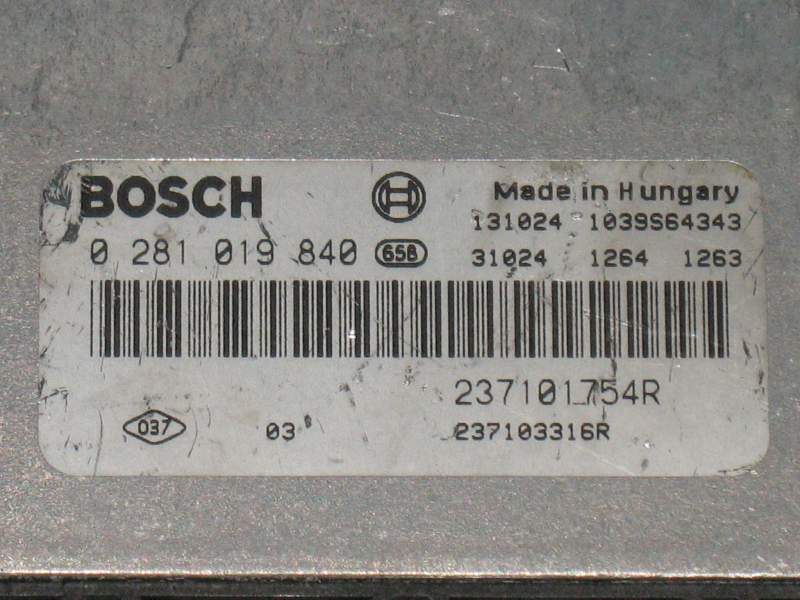 BOSCH
Made in Hungary
131024 1039S64343
0 281 019 840 658
31024 1264 1263
237101754R
037 03 237103316R